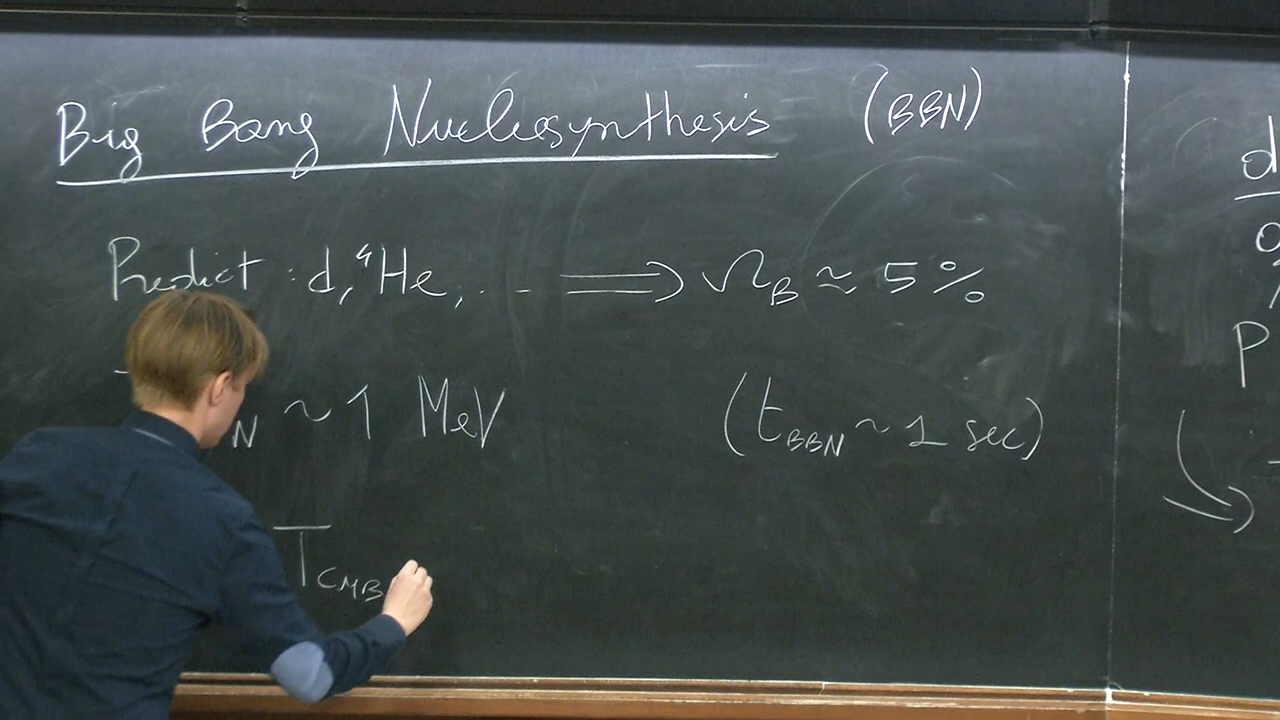 Big Bang Nucleosynthesis (BBN)
Predict : d, ⁴He, ... ⟹ Ω_B ≈ 5 %
N ~ 1 MeV (t_BBN ~ 1 sec)
T_CMB
d
P